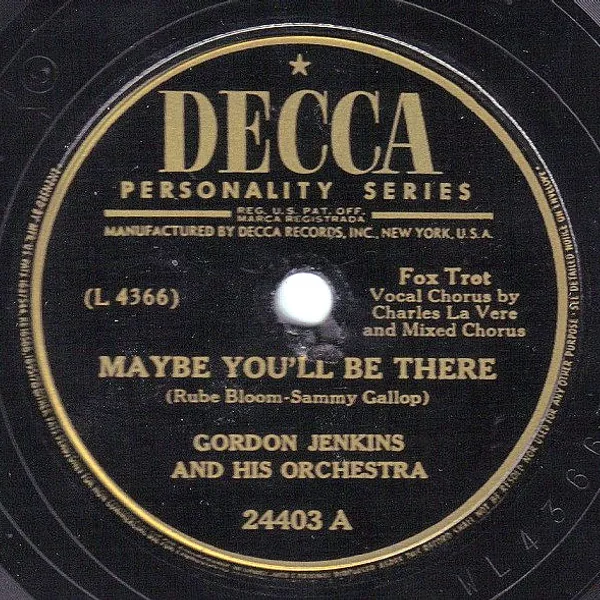 DECCA
PERSONALITY SERIES
REG. U.S. PAT. OFF.
MARCA REGISTRADA
MANUFACTURED BY DECCA RECORDS, INC., NEW YORK, U.S.A.
(L 4366)
Fox Trot
Vocal Chorus by
Charles La Vere
and Mixed Chorus
MAYBE YOU'LL BE THERE
(Rube Bloom-Sammy Gallop)
GORDON JENKINS
AND HIS ORCHESTRA
24403 A
WL4366